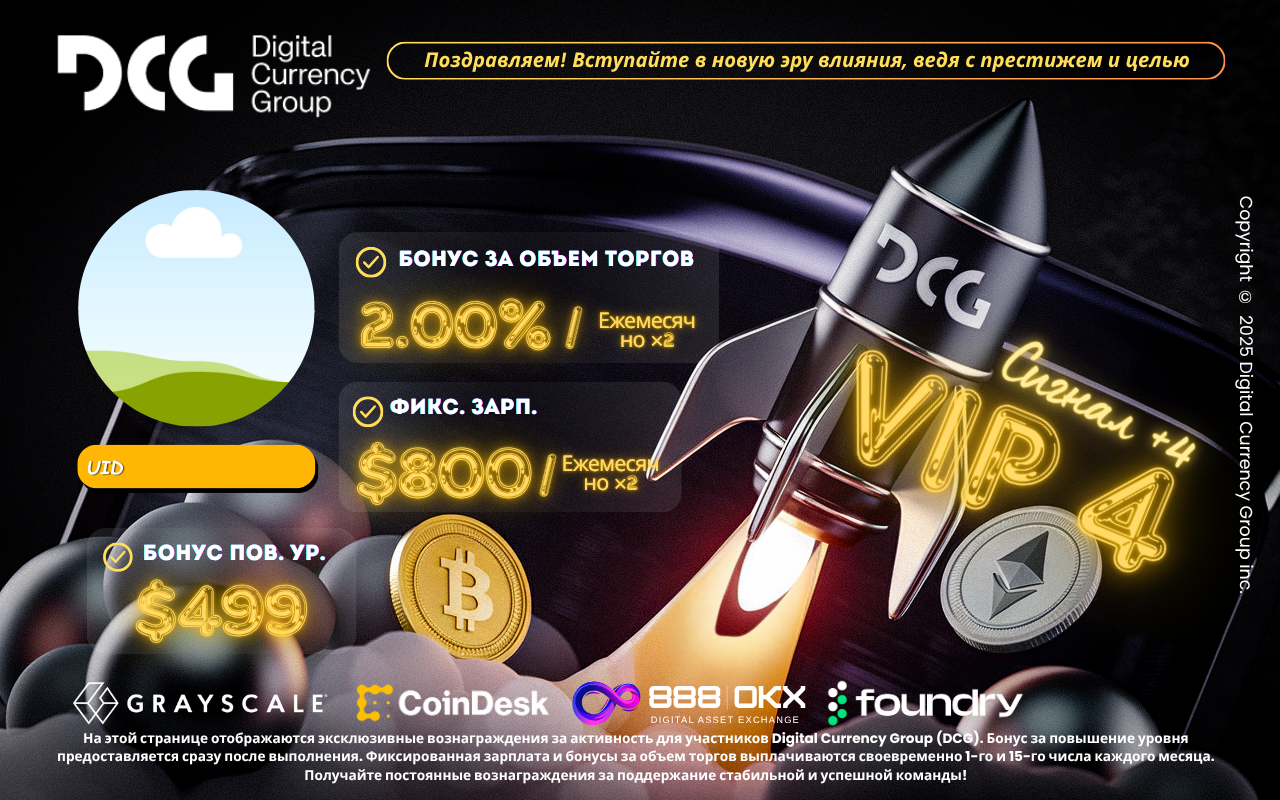 DCG
Digital
Currency
Group
Поздравляем! Вступайте в новую эру влияния, ведя с престижем и целью
БОНУС ЗА ОБЪЕМ ТОРГОВ
2.00% /
Ежемесяч
но ×2
ФИКС. ЗАРП.
$800/
Ежемесяч
но ×2
UID
БОНУС ПОВ. УР.
$499
DCG
Сигнал +4
VIP 4
Copyright © 2025 Digital Currency Group Inc.
GRAYSCALE
CoinDesk
888 | OKX
DIGITAL ASSET EXCHANGE
foundry
На этой странице отображаются эксклюзивные вознаграждения за активность для участников Digital Currency Group (DCG). Бонус за повышение уровня
предоставляется сразу после выполнения. Фиксированная зарплата и бонусы за объем торгов выплачиваются своевременно 1-го и 15-го числа каждого месяца.
Получайте постоянные вознаграждения за поддержание стабильной и успешной команды!